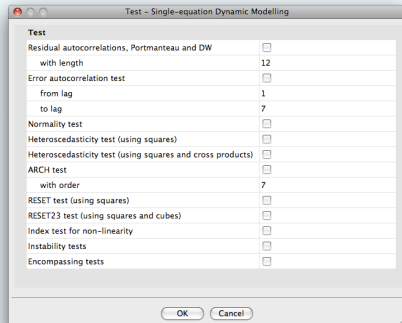 Test - Single-equation Dynamic Modelling
Test
Residual autocorrelations, Portmanteau and DW
with length 12
Error autocorrelation test
from lag 1
to lag 7
Normality test
Heteroscedasticity test (using squares)
Heteroscedasticity test (using squares and cross products)
ARCH test
with order 7
RESET test (using squares)
RESET23 test (using squares and cubes)
Index test for non-linearity
Instability tests
Encompassing tests
OK Cancel